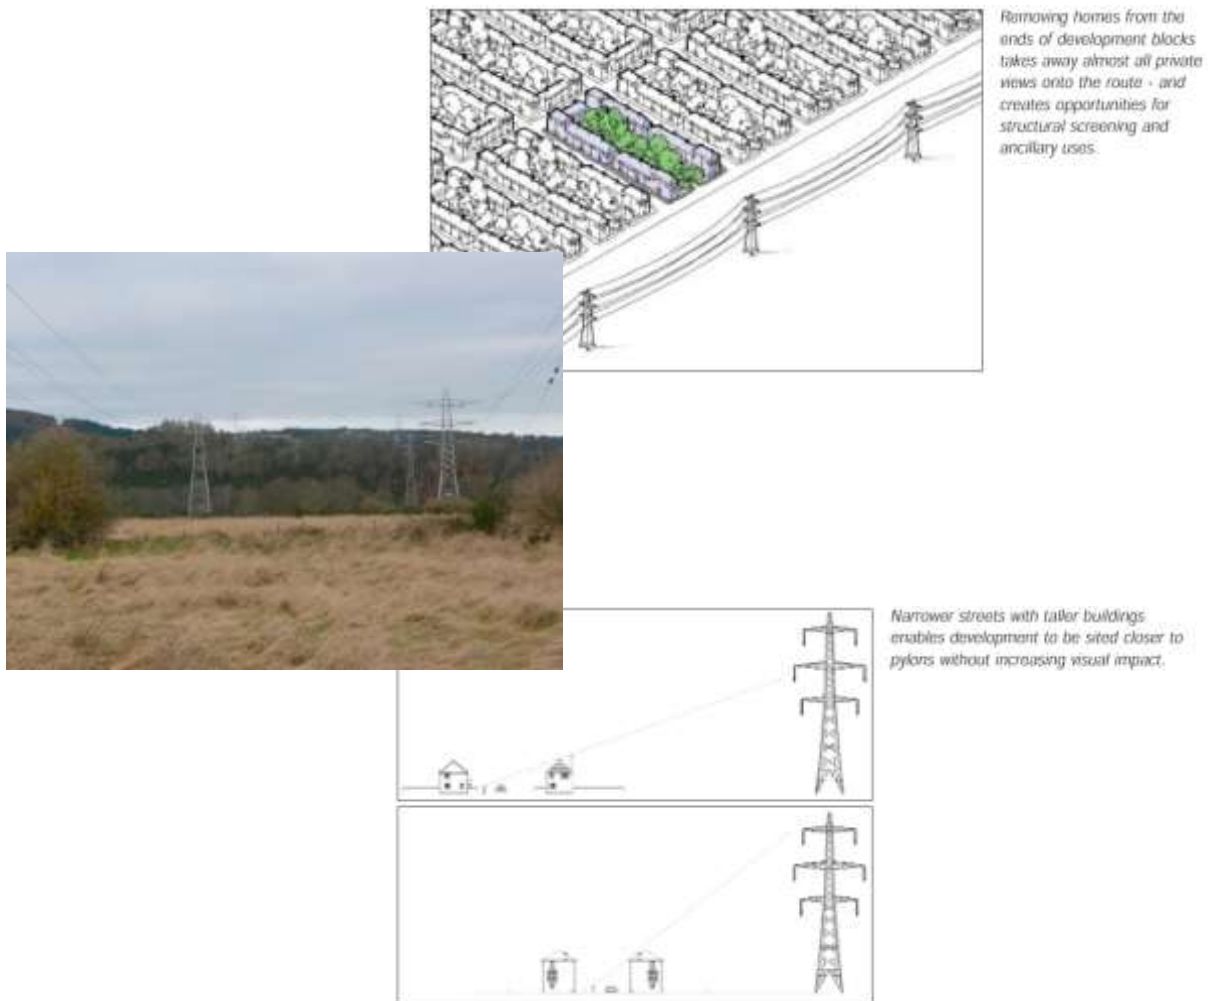 Removing homes from the
ends of development blocks
takes away almost all private
views onto the route - and
creates opportunities for
structural screening and
ancillary uses.
Narrower streets with taller buildings
enables development to be sited closer to
pylons without increasing visual impact.